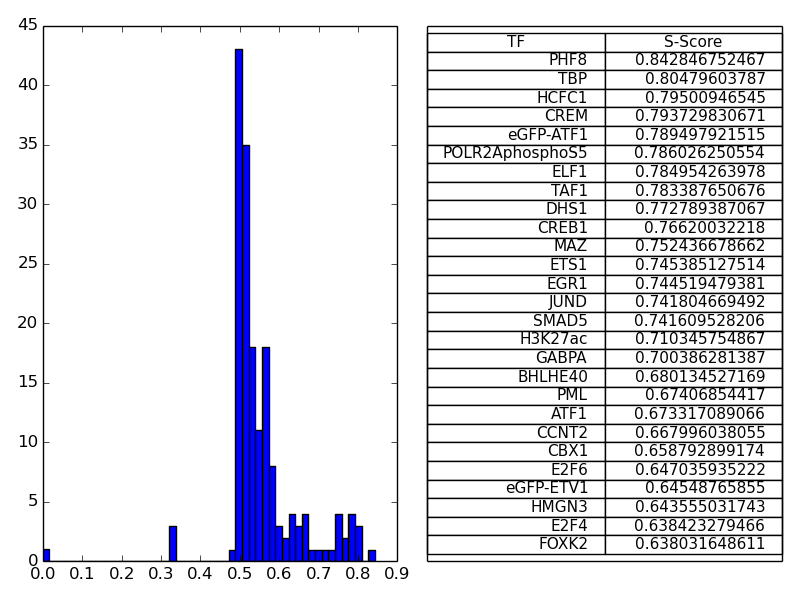 45
40
35
30
25
20
15
10
5
0
0.0 0.1 0.2 0.3 0.4 0.5 0.6 0.7 0.8 0.9
TF S-Score
PHF8 0.842846752467
TBP 0.80479603787
HCFC1 0.79500946545
CREM 0.793729830671
eGFP-ATF1 0.789497921515
POLR2AphosphoS5 0.786026250554
ELF1 0.784954263978
TAF1 0.783387650676
DHS1 0.772789387067
CREB1 0.76620032218
MAZ 0.752436678662
ETS1 0.745385127514
EGR1 0.744519479381
JUND 0.741804669492
SMAD5 0.741609528206
H3K27ac 0.710345754867
GABPA 0.700386281387
BHLHE40 0.680134527169
PML 0.67406854417
ATF1 0.673317089066
CCNT2 0.667996038055
CBX1 0.658792899174
E2F6 0.647035935222
eGFP-ETV1 0.64548765855
HMGN3 0.643555031743
E2F4 0.638423279466
FOXK2 0.638031648611